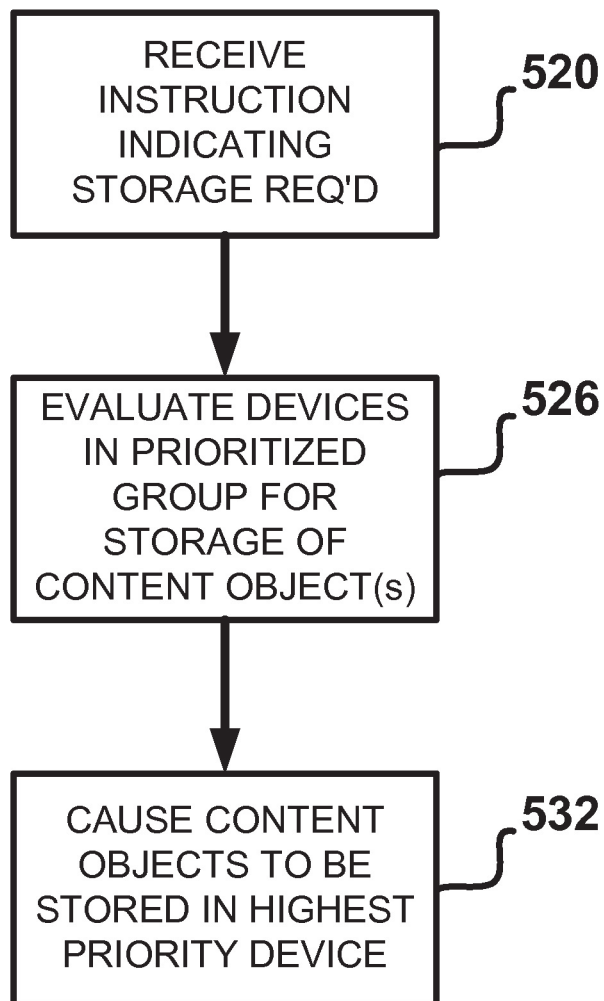 RECEIVE
INSTRUCTION
INDICATING
STORAGE REQ'D
520
EVALUATE DEVICES
IN PRIORITIZED
GROUP FOR
STORAGE OF
CONTENT OBJECT(s)
526
CAUSE CONTENT
OBJECTS TO BE
STORED IN HIGHEST
PRIORITY DEVICE
532